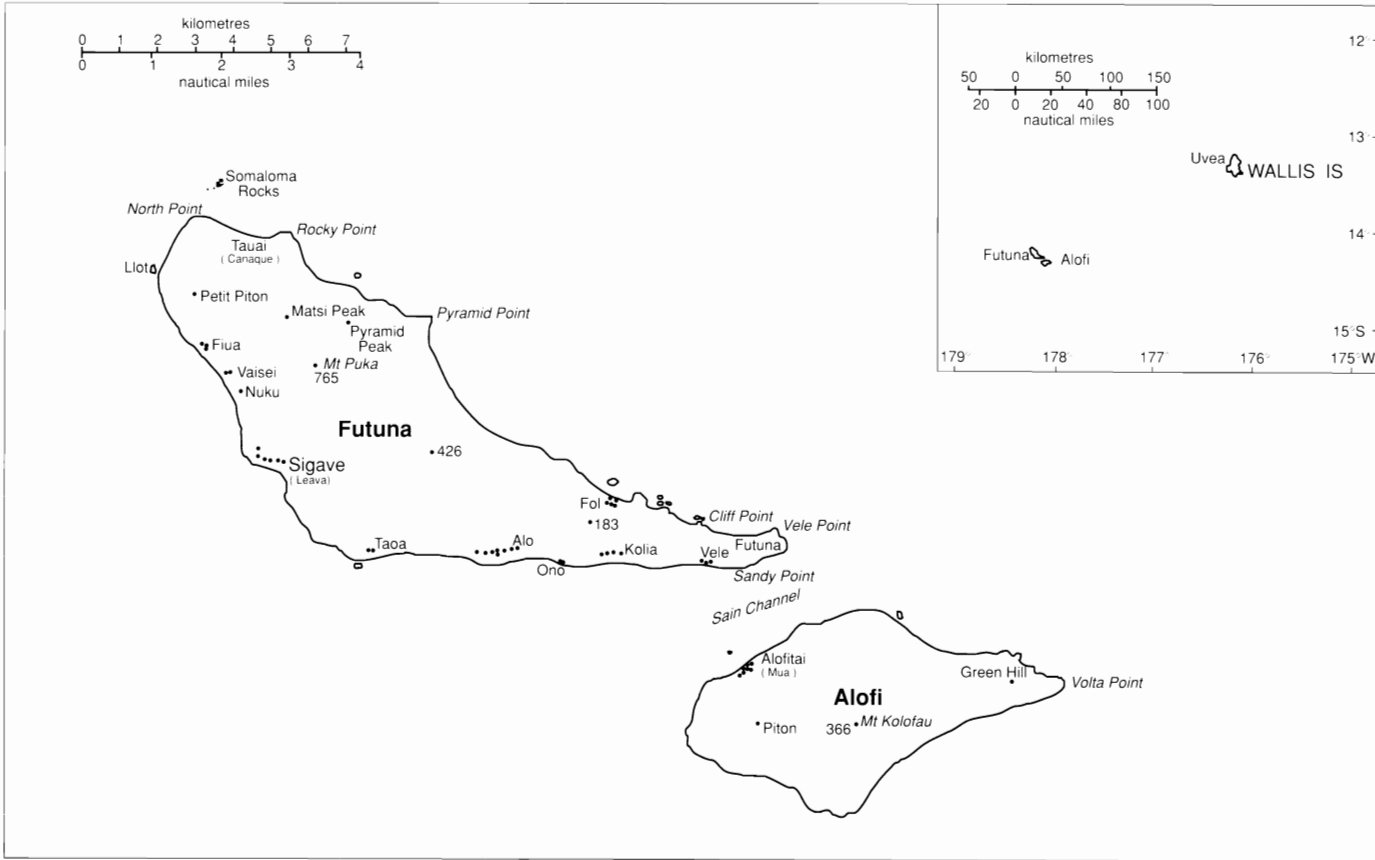 kilometres
0 1 2 3 4 5 6 7
0 1 2 3 4
nautical miles
Somaloma
Rocks
North Point
Rocky Point
Tauai
( Canaque )
Llot
Petit Piton
Matsi Peak
Pyramid Point
Pyramid
Peak
Fiua
Mt Puka
765
Vaisei
Nuku
Futuna
426
Sigave
( Leava )
Fol
183
Cliff Point
Vele Point
Futuna
Taoa
Alo
Ono
Kolia
Vele
Sandy Point
Sain Channel
Alofitai
( Mua )
Green Hill
Volta Point
Alofi
Piton
366
Mt Kolofau
kilometres
50 0 50 100 150
20 0 20 40 80 100
nautical miles
12°
13°
Uvea
WALLIS IS
14°
Futuna
Alofi
15°S
179° 178° 177° 176° 175°W